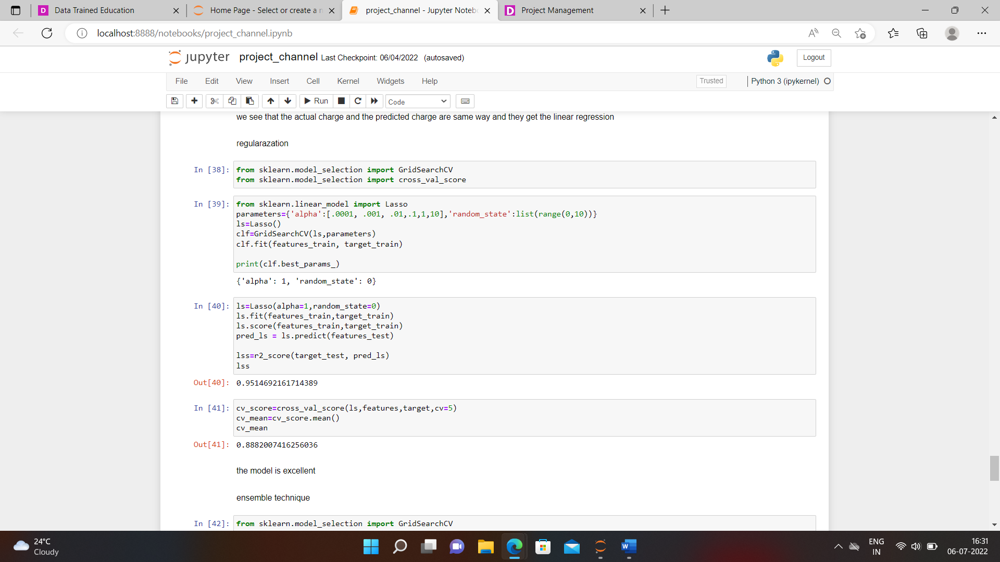 Data Trained Education
Home Page - Select or create a n
project_channel - Jupyter Noteb
Project Management
localhost:8888/notebooks/project_channel.ipynb
jupyter project_channel Last Checkpoint: 06/04/2022 (autosaved)
Logout
File Edit View Insert Cell Kernel Widgets Help
Trusted
Python 3 (ipykernel)
Run
Code
we see that the actual charge and the predicted charge are same way and they get the linear regression
regularazation
In [38]: from sklearn.model_selection import GridSearchCV
from sklearn.model_selection import cross_val_score
In [39]: from sklearn.linear_model import Lasso
parameters={'alpha':[.0001, .001, .01,.1,1,10],'random_state':list(range(0,10))}
ls=Lasso()
clf=GridSearchCV(ls,parameters)
clf.fit(features_train, target_train)
print(clf.best_params_)
{'alpha': 1, 'random_state': 0}
In [40]: ls=Lasso(alpha=1,random_state=0)
ls.fit(features_train,target_train)
ls.score(features_train,target_train)
pred_ls = ls.predict(features_test)
lss=r2_score(target_test, pred_ls)
lss
Out[40]: 0.9514692161714389
In [41]: cv_score=cross_val_score(ls,features,target,cv=5)
cv_mean=cv_score.mean()
cv_mean
Out[41]: 0.8882007416256036
the model is excellent
ensemble technique
In [42]: from sklearn.model_selection import GridSearchCV
24°C
Cloudy
ENG
IN
16:31
06-07-2022